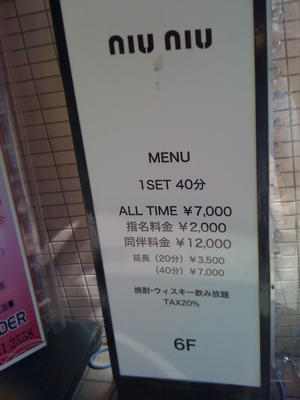 niu niu
MENU
1SET 40分
ALL TIME ￥7,000
指名料金 ￥2,000
同伴料金 ￥12,000
延長（20分）￥3,500
（40分）￥7,000
焼酎・ウィスキー飲み放題
TAX20%
6F
DER
1-2558